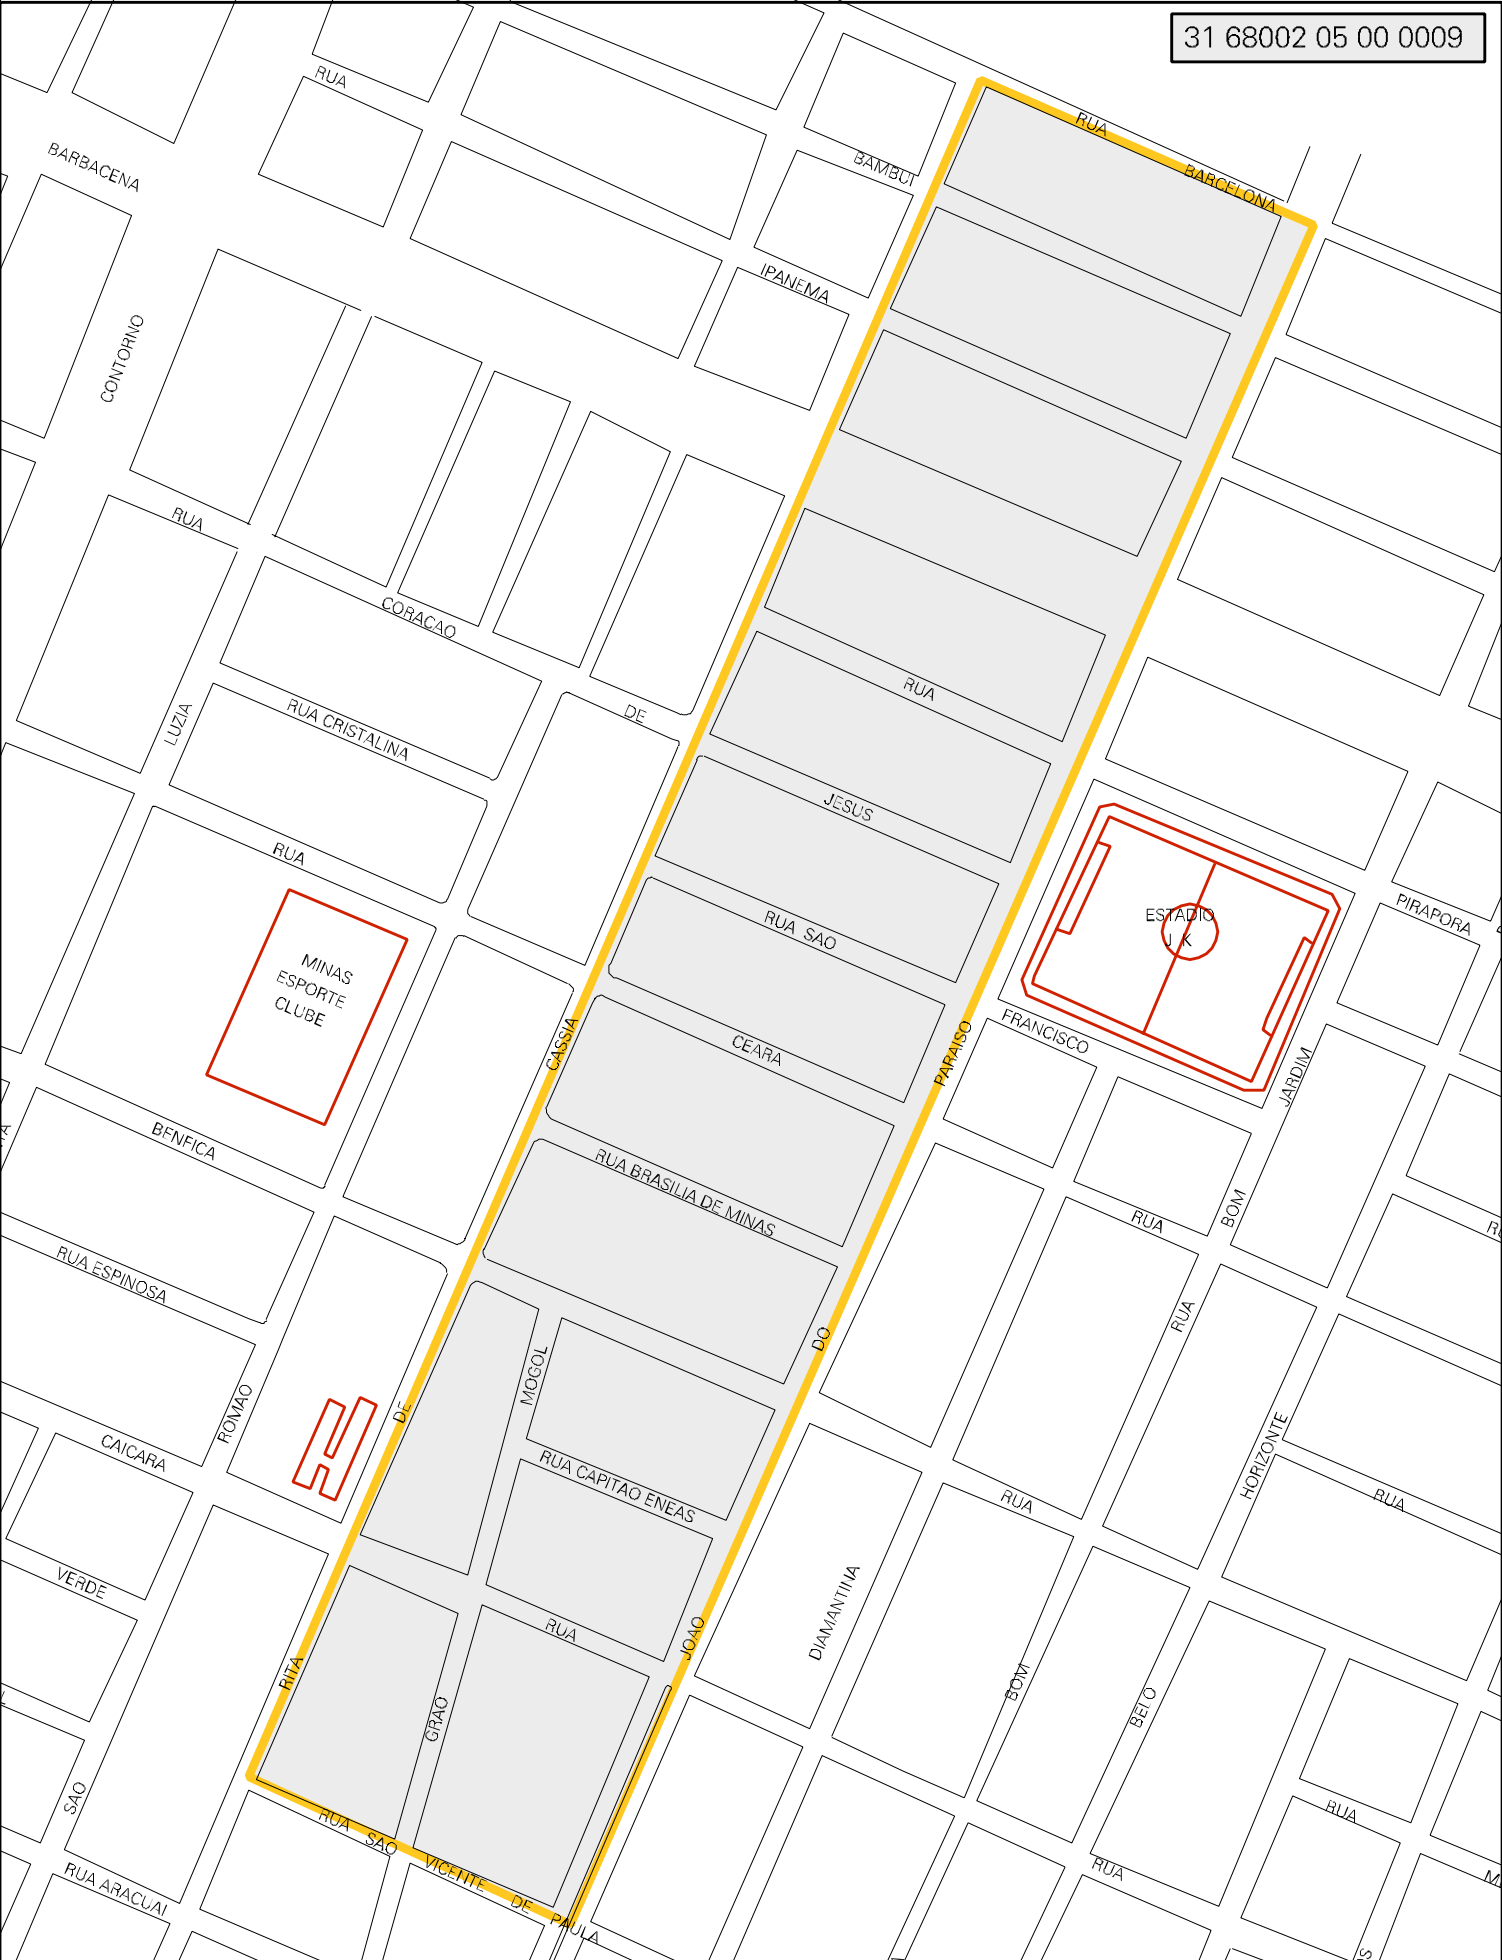 31 68002 05 00 0009
RUA
RUA
BARBACENA
BAMBUI
BARCELONA
IPANEMA
CONTORNO
RUA
CORACAO
RUA
LUZIA
RUA CRISTALINA
DE
JESUS
RUA
RUA SAO
ESTADIO
J K
PIRAPORA
MINAS
ESPORTE
CLUBE
CASSIA
CEARA
PARAISO
FRANCISCO
JARDIM
BENFICA
RUA BRASILIA DE MINAS
BOM
RUA
RUA ESPINOSA
RUA
DO
MOGOL
ROMAO
DE
CAICARA
RUA CAPITAO ENEAS
HORIZONTE
RUA
RUA
VERDE
DIAMANTINA
RUA
JOAO
RITA
GRAO
BOM
BELO
SAO
RUA SAO VICENTE DE PAULA
RUA
RUA
RUA ARACUAI